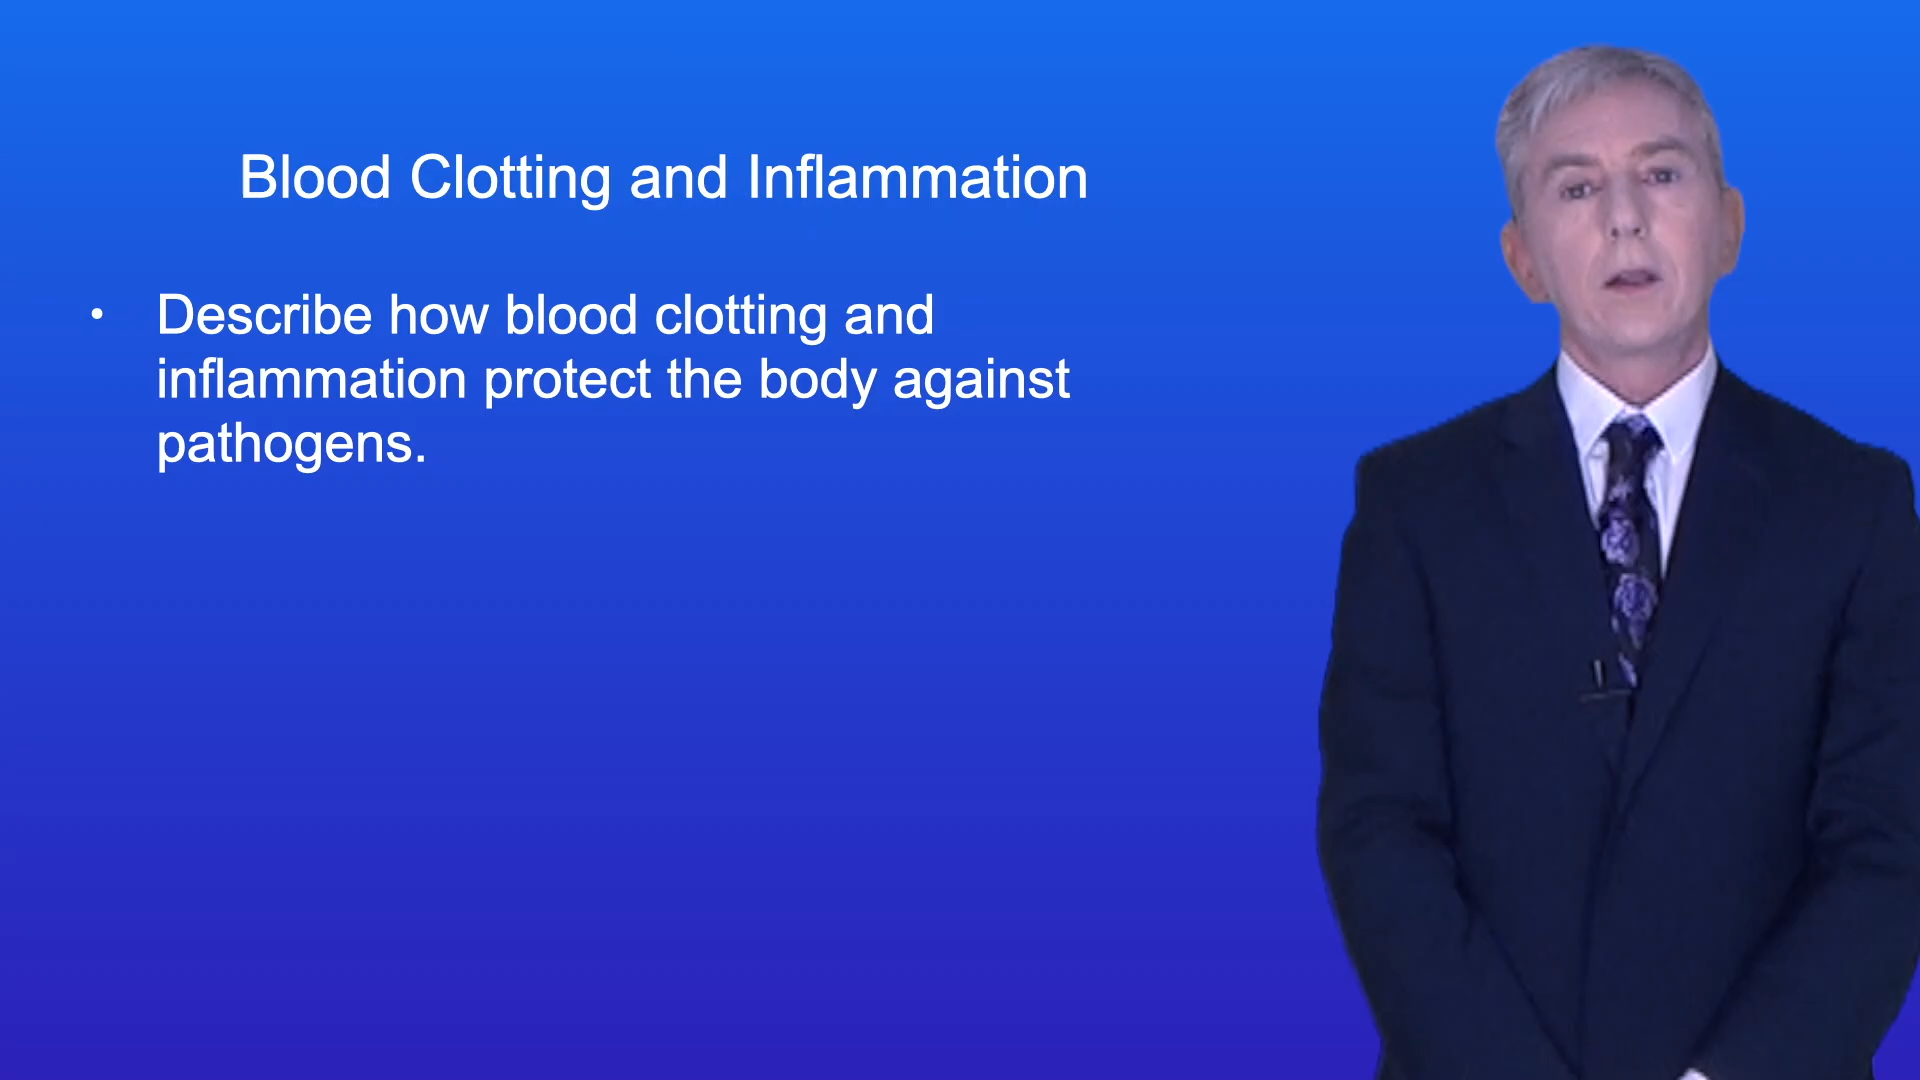 Blood Clotting and Inflammation
• Describe how blood clotting and
inflammation protect the body against
pathogens.